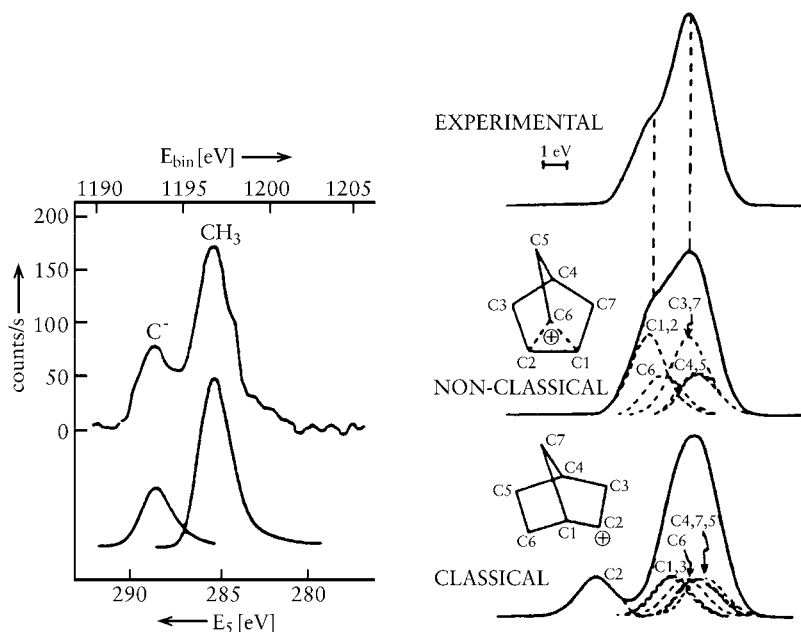 E_bin [eV]
1190 1195 1200 1205
200
150
100
50
0
counts/s
CH₃
C⁻
290 285 280
E₅ [eV]
EXPERIMENTAL
1 eV
C5
C4
C3
C7
C6
⊕
C2
C1
C3,7
C1,2
C6
C4,5
NON-CLASSICAL
C7
C4
C5
C3
C2
C1
C6
⊕
C4,7,5
C6
C2
C1,3
CLASSICAL